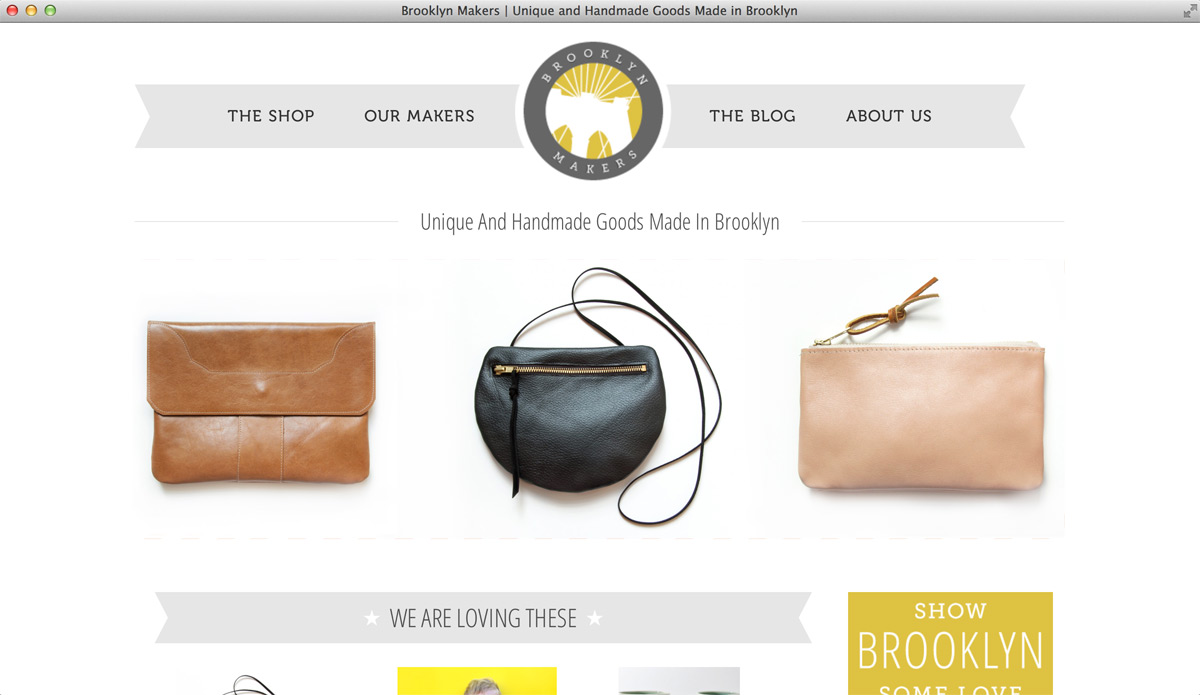 Brooklyn Makers | Unique and Handmade Goods Made in Brooklyn
THE SHOP
OUR MAKERS
BROOKLYN
MAKERS
THE BLOG
ABOUT US
Unique And Handmade Goods Made In Brooklyn
WE ARE LOVING THESE
SHOW
BROOKLYN
SOME LOVE